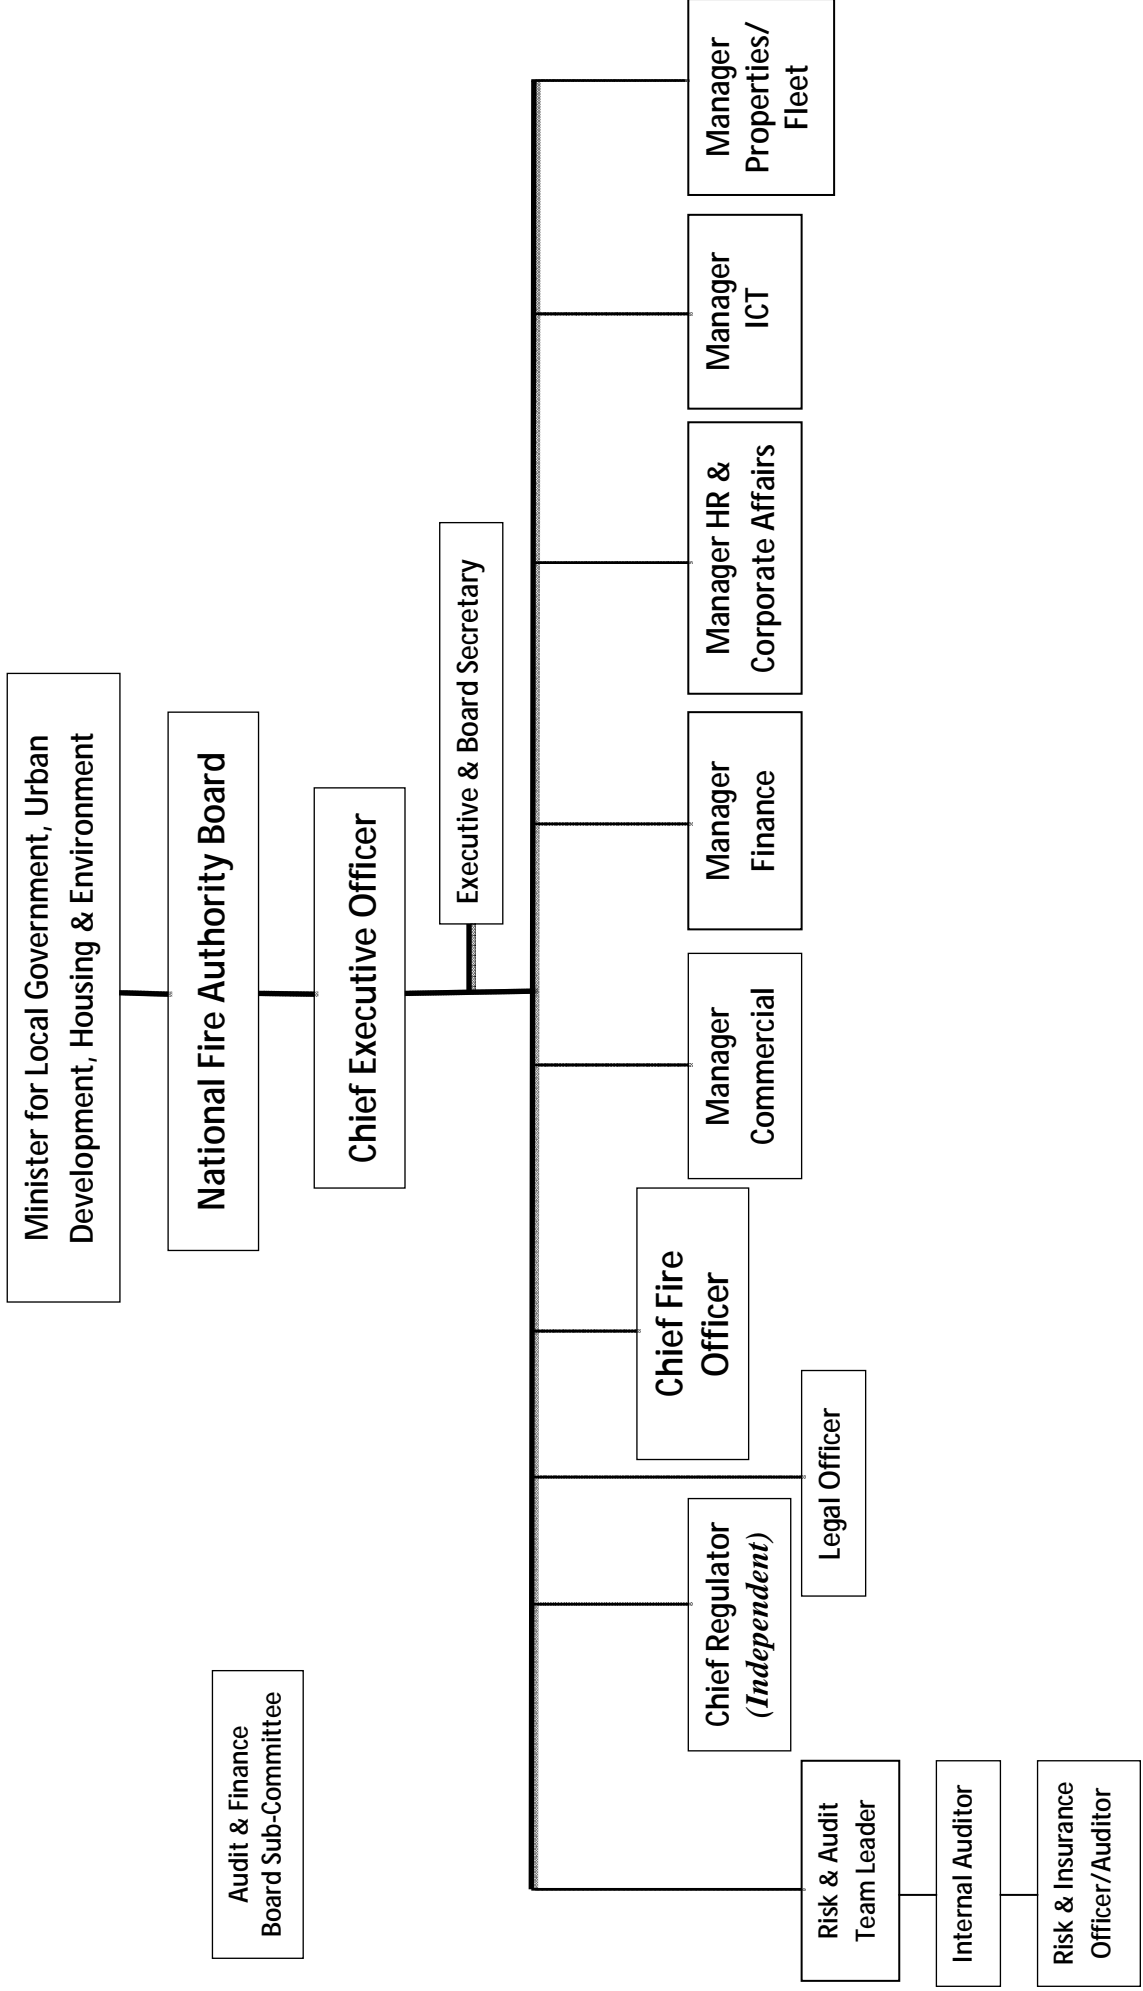 Minister for Local Government, Urban
Development, Housing & Environment
National Fire Authority Board
Audit & Finance
Board Sub-Committee
Chief Executive Officer
Executive & Board Secretary
Risk & Audit
Team Leader
Internal Auditor
Risk & Insurance
Officer/Auditor
Chief Regulator
(Independent)
Legal Officer
Chief Fire
Officer
Manager
Commercial
Manager
Finance
Manager HR &
Corporate Affairs
Manager
ICT
Manager
Properties/
Fleet